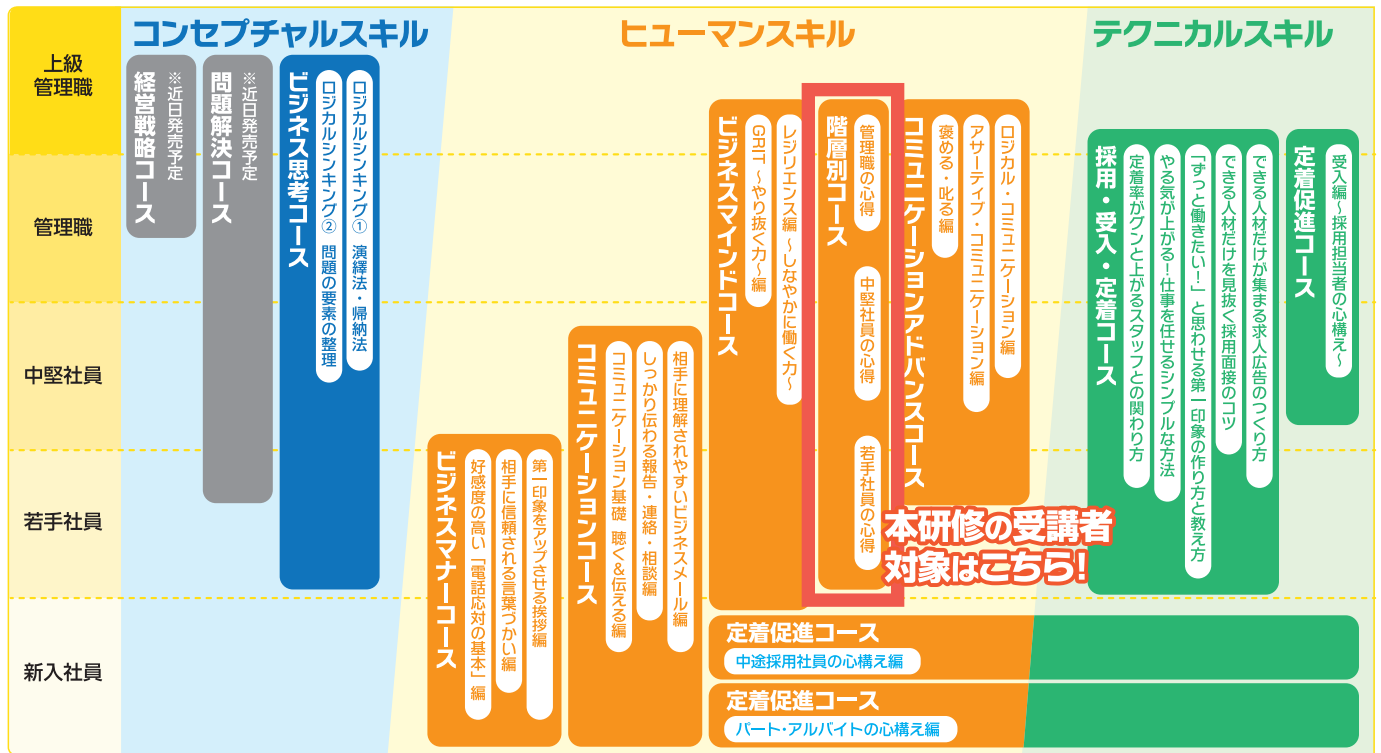 コンセプチャルスキル
ヒューマンスキル
テクニカルスキル
上級
管理職
管理職
中堅社員
若手社員
新入社員
経営戦略コース
※近日発売予定
問題解決コース
※近日発売予定
ビジネス思考コース
ロジカルシンキング② 問題の要素の整理
ロジカルシンキング① 演繹法・帰納法
ビジネスマナーコース
好感度の高い「電話応対の基本」編
相手に信頼される言葉づかい編
第一印象をアップさせる挨拶編
コミュニケーションコース
コミュニケーション基礎 聴く&伝える編
しっかり伝わる報告・連絡・相談編
相手に理解されやすいビジネスメール編
ビジネスマインドコース
GRIT ～やり抜く力～編
レジリエンス編 ～しなやかに働く力～
階層別コース
管理職の心得
中堅社員の心得
若手社員の心得
コミュニケーションアドバンスコース
褒める・叱る編
アサーティブ・コミュニケーション編
ロジカル・コミュニケーション編
本研修の受講者
対象はこちら!
採用・受入・定着コース
定着率がグンと上がるスタッフとの関わり方
やる気が上がる!仕事を任せるシンプルな方法
「ずっと働きたい!」と思わせる第一印象の作り方と教え方
できる人材だけを見抜く採用面接のコツ
できる人材だけが集まる求人広告のつくり方
定着促進コース
受入編～採用担当者の心構え～
定着促進コース
中途採用社員の心構え編
定着促進コース
パート・アルバイトの心構え編